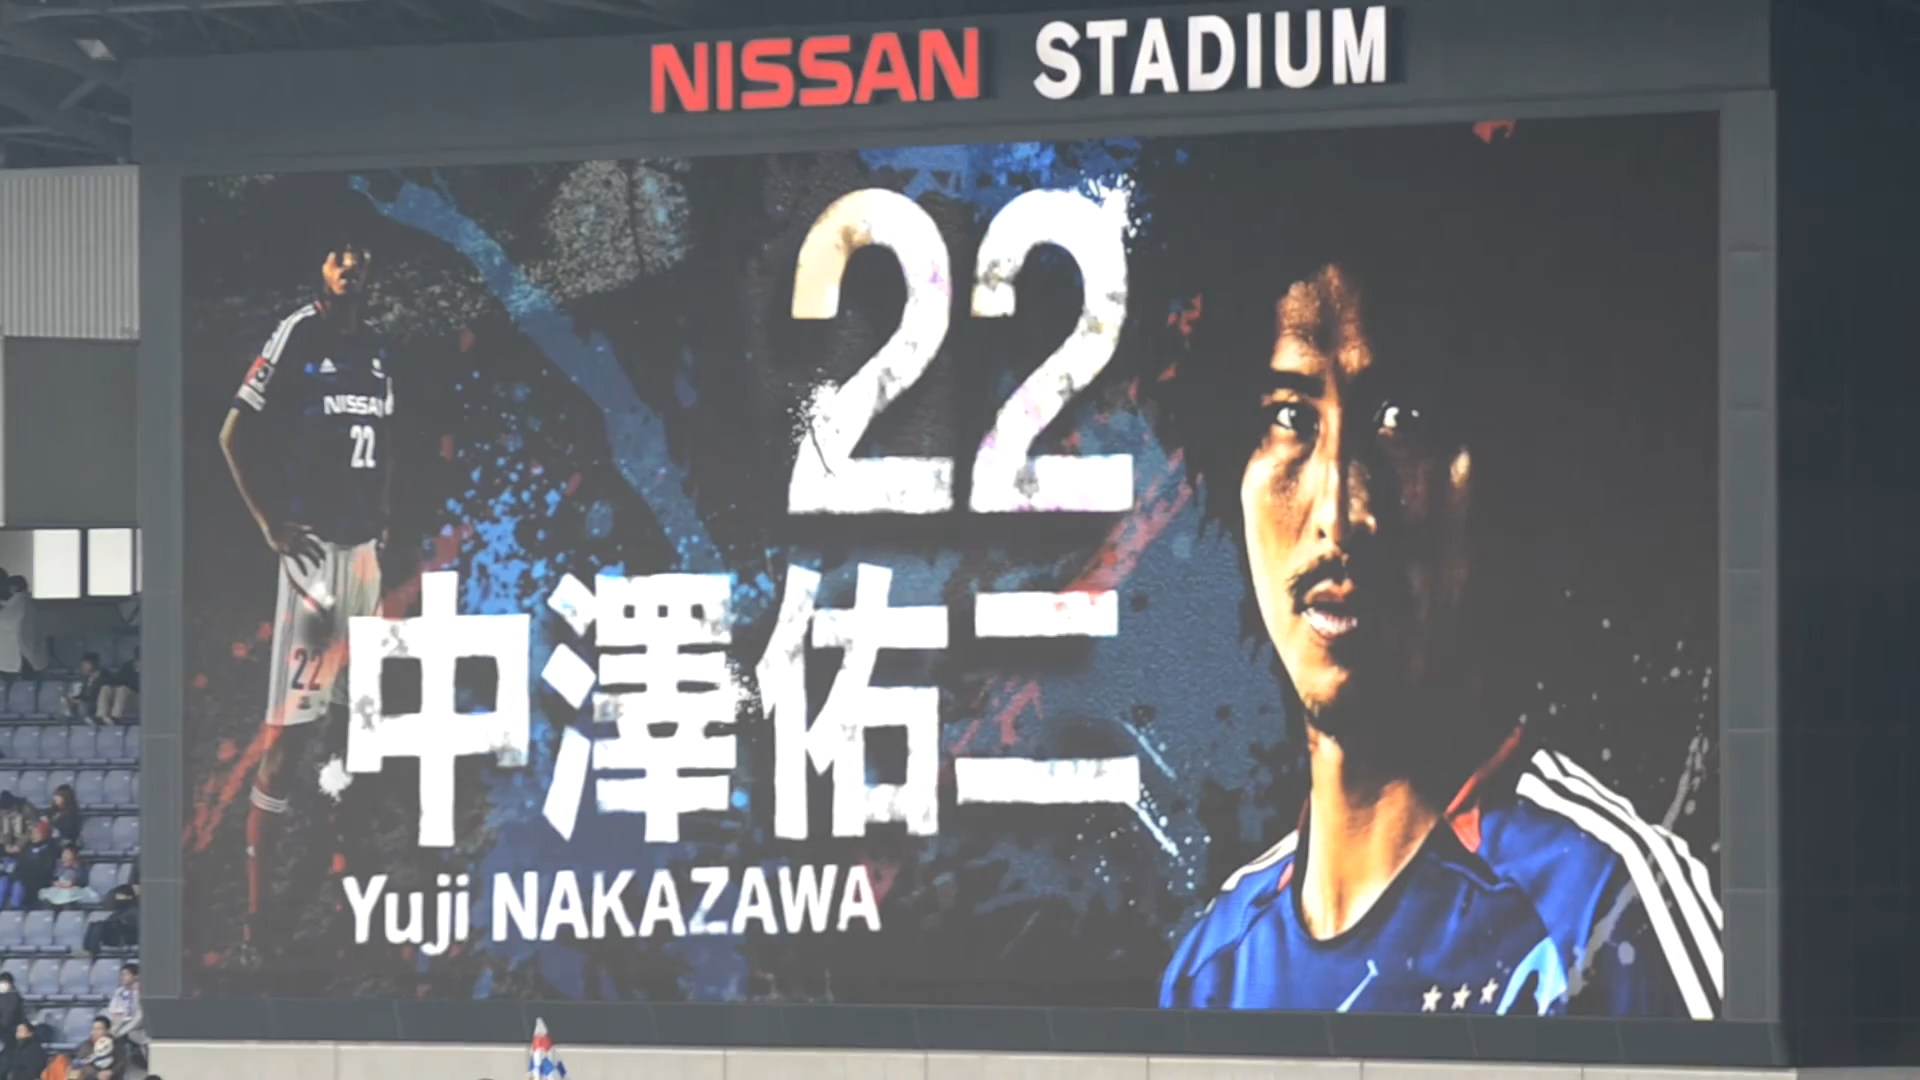 NISSAN STADIUM
22
中澤佑二
Yuji NAKAZAWA
NISSAN
22
22